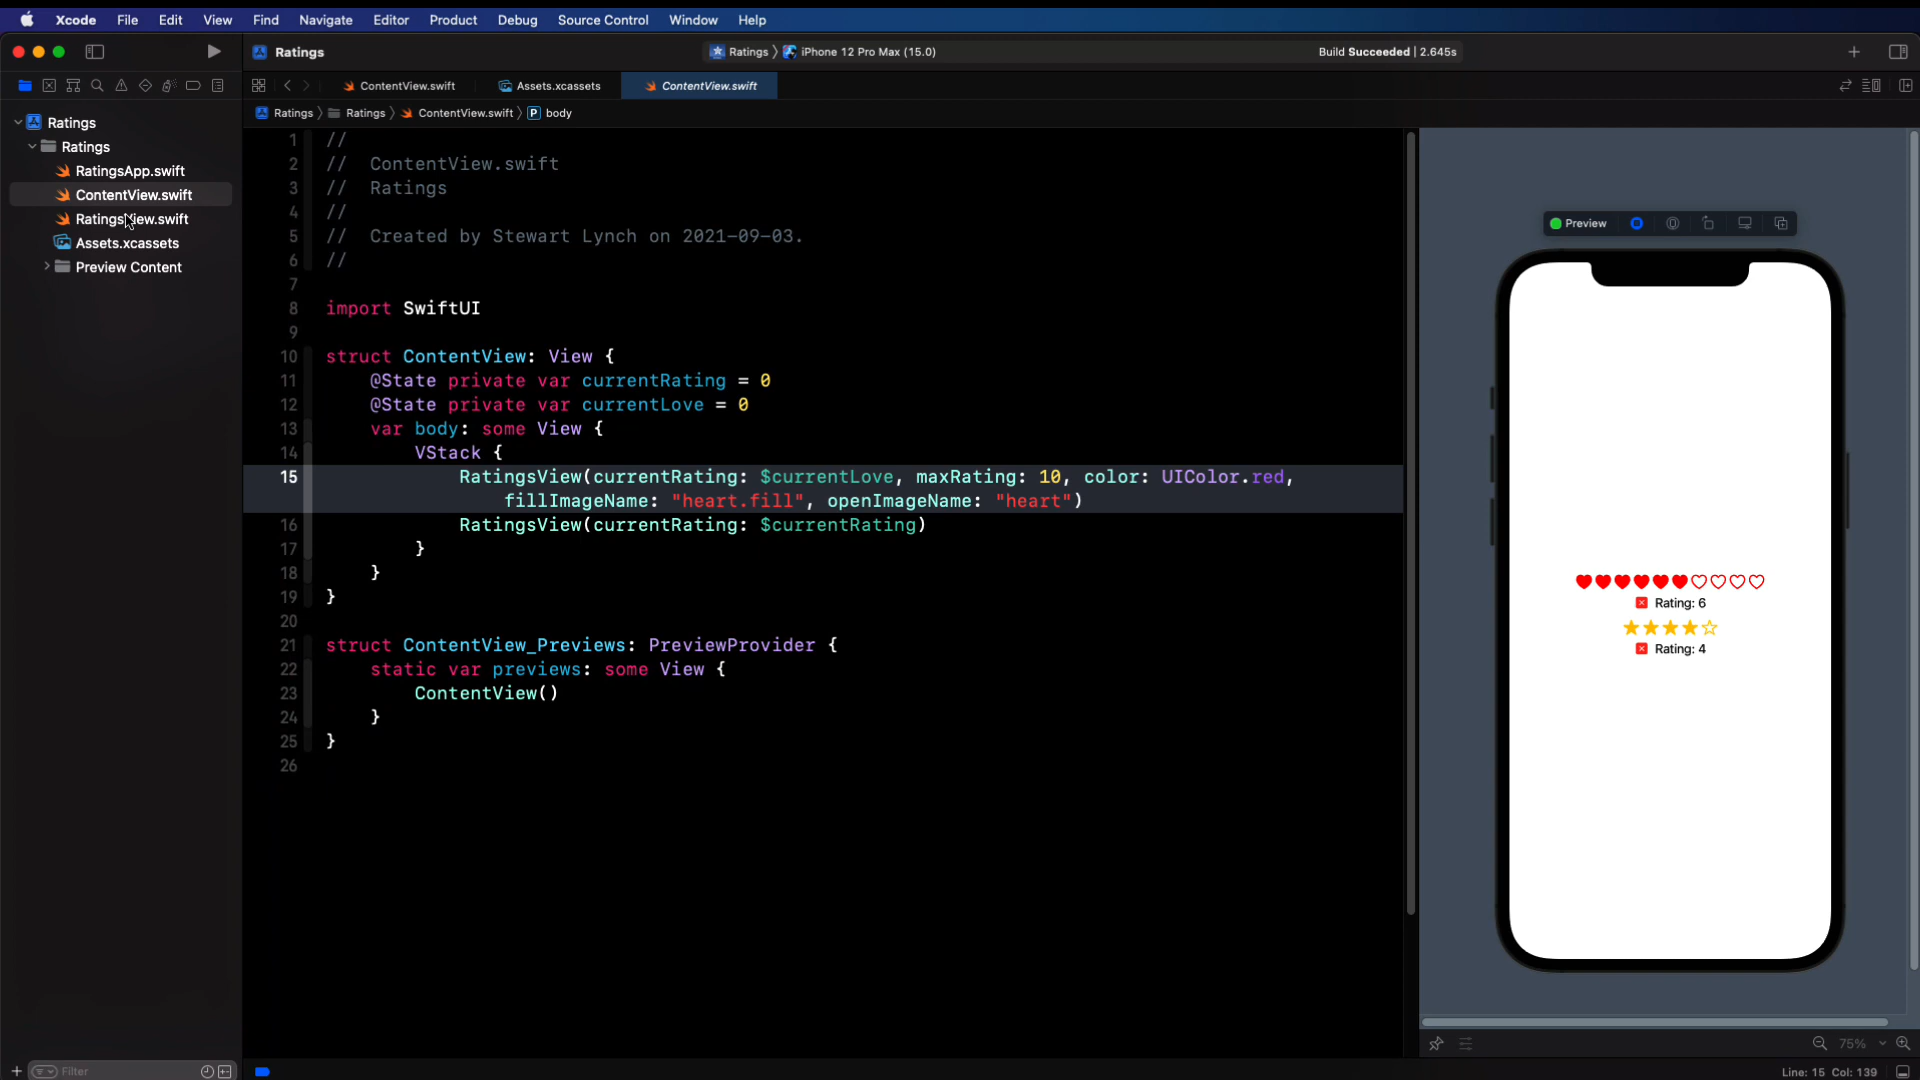 Xcode File Edit View Find Navigate Editor Product Debug Source Control Window Help
Ratings
Ratings 〉 iPhone 12 Pro Max (15.0)
Build Succeeded | 2.645s
ContentView.swift
Assets.xcassets
ContentView.swift
Ratings 〉 Ratings 〉 ContentView.swift 〉 P body
Ratings
Ratings
RatingsApp.swift
ContentView.swift
RatingsView.swift
Assets.xcassets
Preview Content
1 //
2 //  ContentView.swift
3 //  Ratings
4 //
5 //  Created by Stewart Lynch on 2021-09-03.
6 //
7
8 import SwiftUI
9
10 struct ContentView: View {
11     @State private var currentRating = 0
12     @State private var currentLove = 0
13     var body: some View {
14         VStack {
15             RatingsView(currentRating: $currentLove, maxRating: 10, color: UIColor.red,
fillImageName: "heart.fill", openImageName: "heart")
16             RatingsView(currentRating: $currentRating)
17         }
18     }
19 }
20
21 struct ContentView_Previews: PreviewProvider {
22     static var previews: some View {
23         ContentView()
24     }
25 }
26
Preview
Rating: 6
Rating: 4
75%
Filter
Line: 15 Col: 139